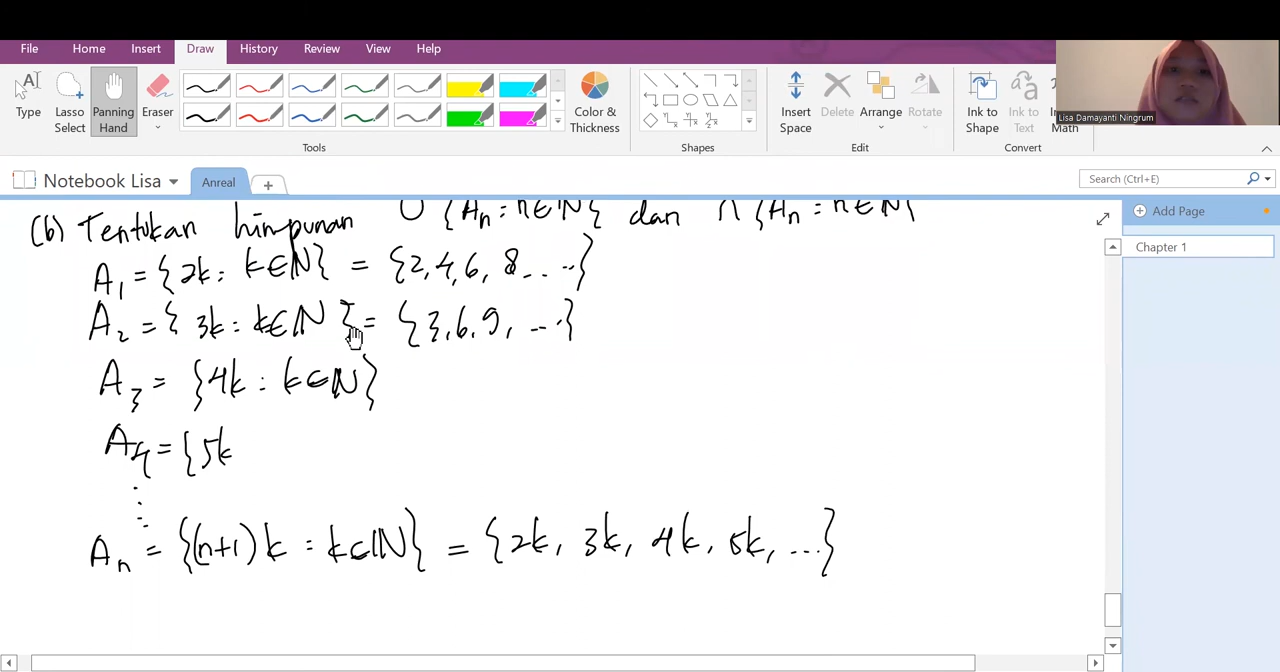 File Home Insert Draw History Review View Help
Type
Lasso Select
Panning Hand
Eraser
Color & Thickness
Insert Space
Delete
Arrange
Rotate
Ink to Shape
Ink to Text
Math
Tools
Shapes
Edit
Convert
Lisa Damayanti Ningrum
Notebook Lisa
Anreal
Search (Ctrl+E)
Add Page
Chapter 1
(b) Tentukan himpunan ∪ {Aₙ : n ∈ ℕ} dan ∩ {Aₙ : n ∈ ℕ}
A₁ = {2k : k ∈ ℕ} = {2, 4, 6, 8, ...}
A₂ = {3k : k ∈ ℕ} = {3, 6, 9, ...}
A₃ = {4k : k ∈ ℕ}
A₄ = {5k
⋮
Aₙ = {(n+1)k : k ∈ ℕ} = {2k, 3k, 4k, 5k, ...}